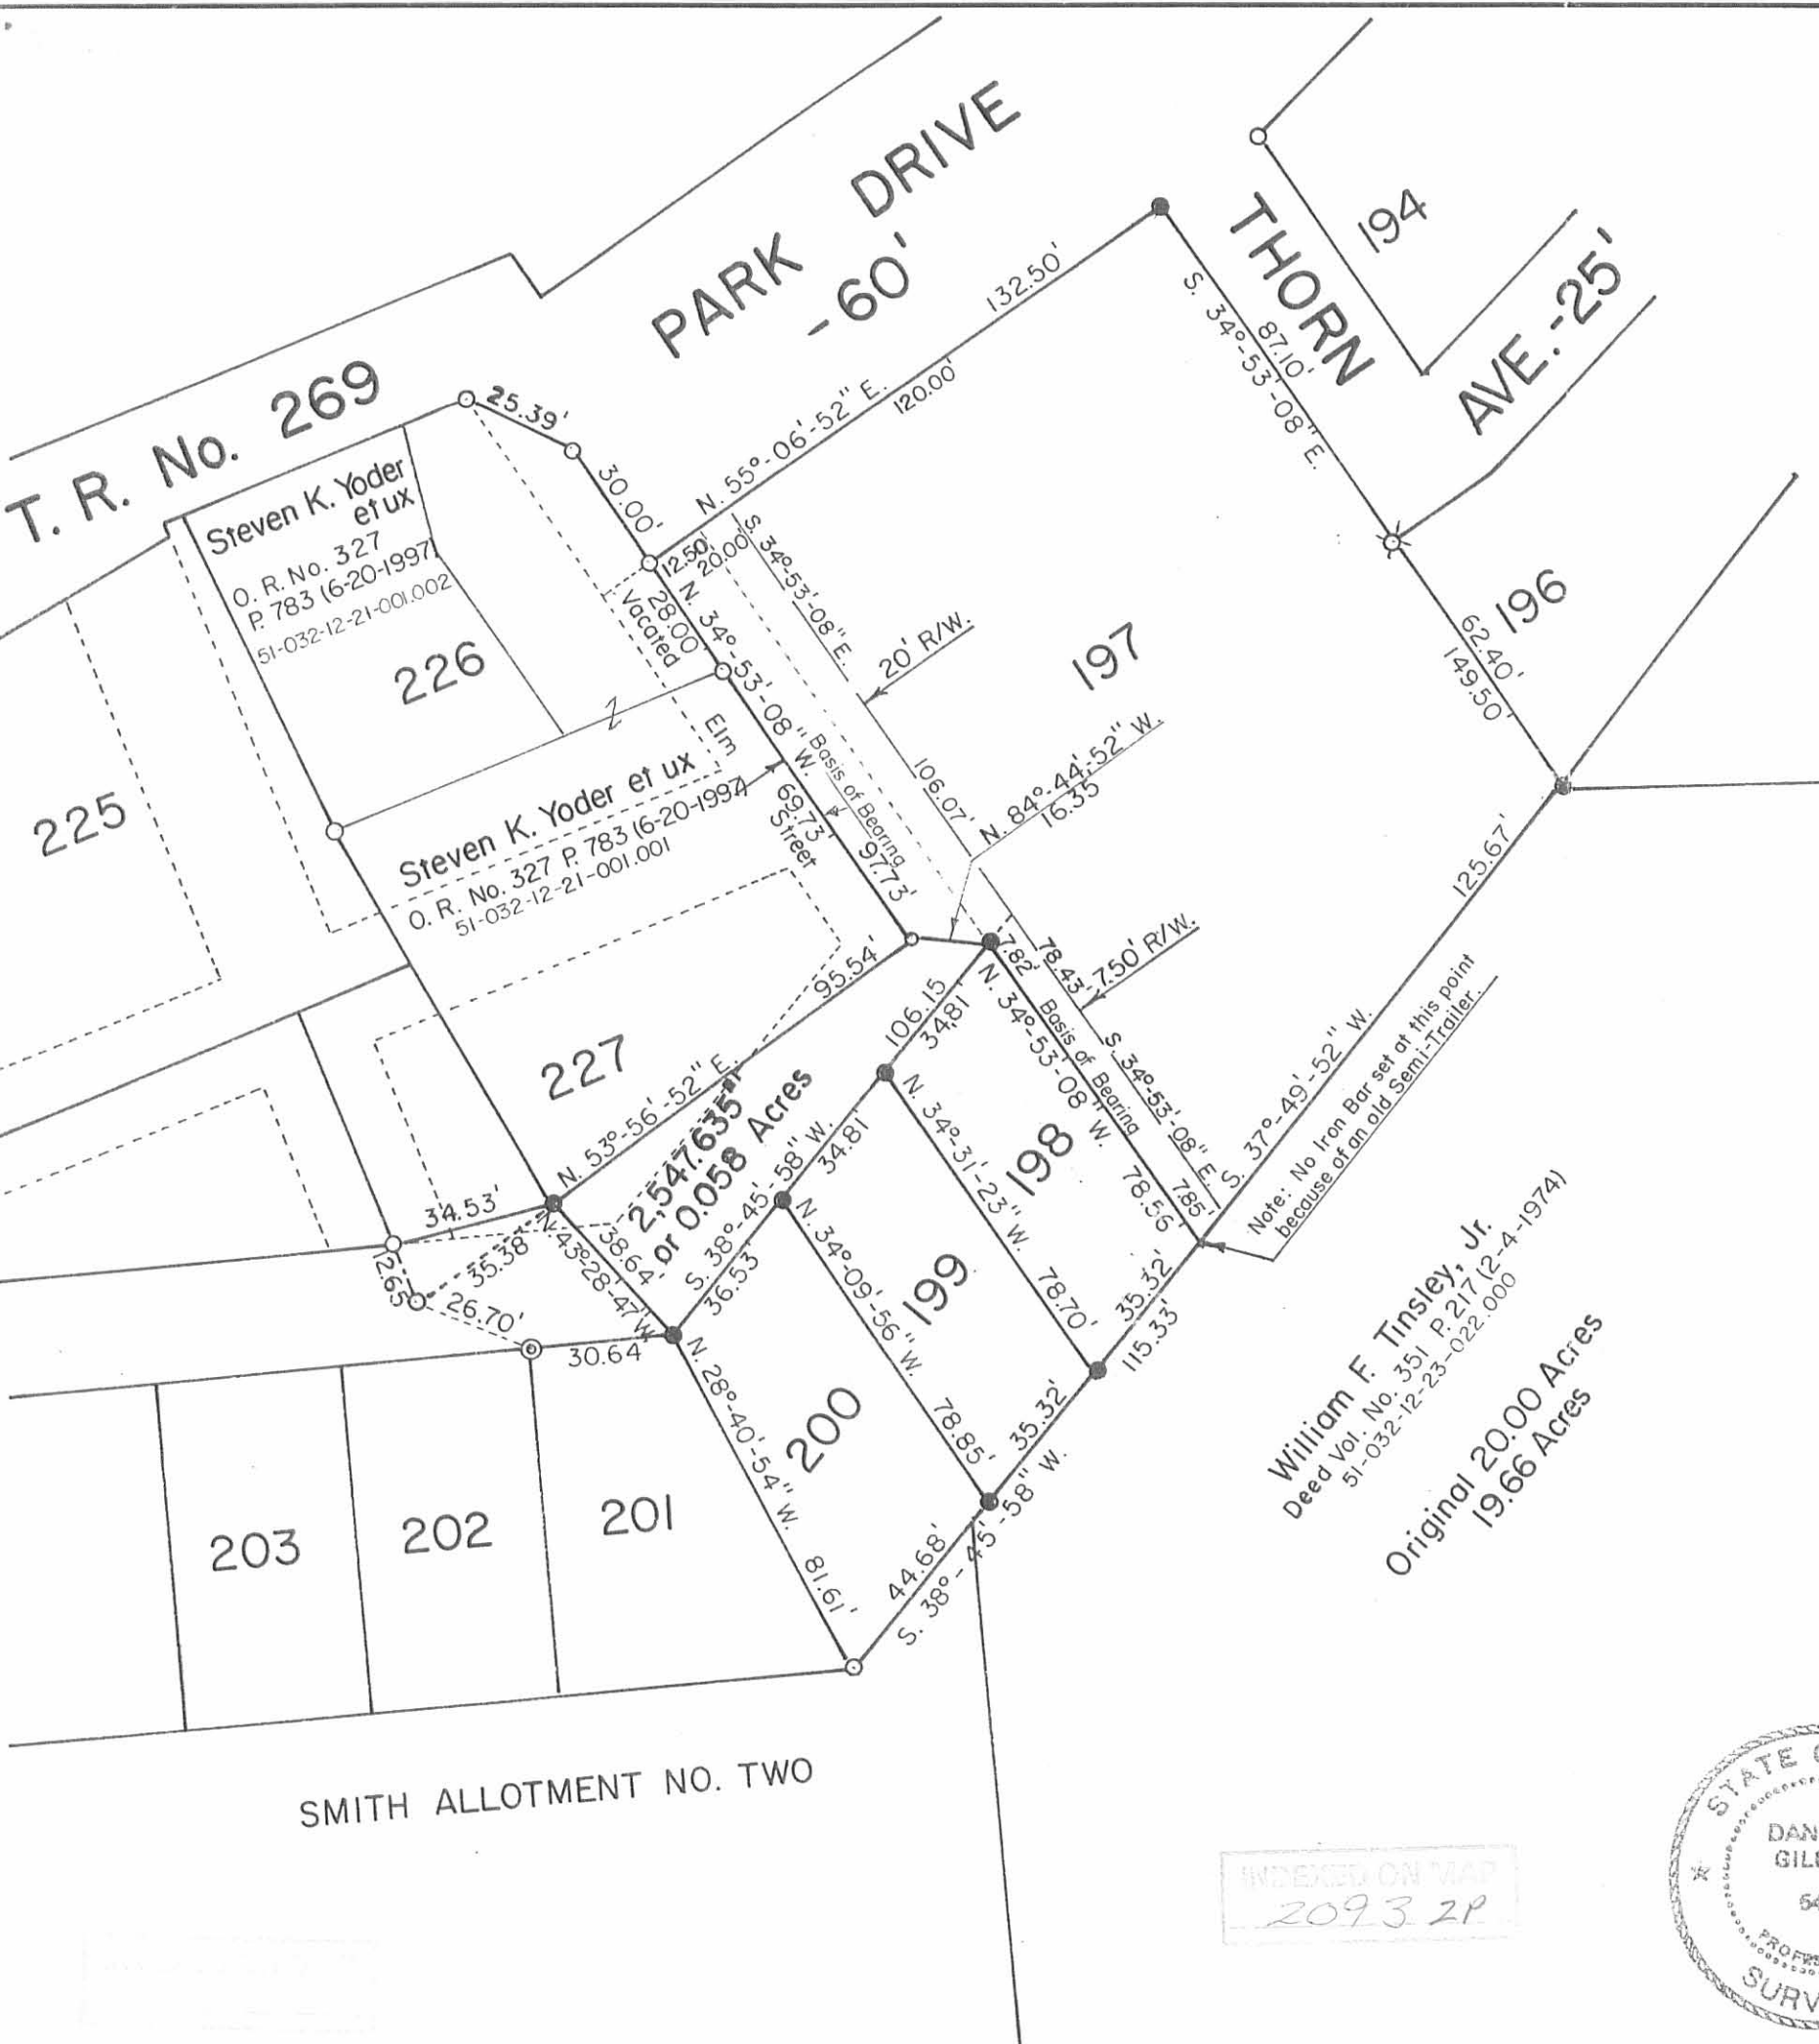 PARK DRIVE
-60'
T. R. No. 269
THORN
AVE.-25'
194
196
197
132.50'
N. 55°-06'-52" E.
120.00'
S. 34°-53'-08" E.
87.10'
62.40'
149.50'
25.39'
30.00'
12.50'
20.00'
28.00'
Vacated
Elm
Street
N. 34°-53'-08" W.
Basis of Bearing
69.73'
97.73'
S. 34°-53'-08" E.
20' R/W.
106.07'
N. 84°-44'-52" W.
16.35'
Steven K. Yoder
et ux
O. R. No. 327
P. 783 (6-20-1997)
51-032-12-21-001.002
226
225
Z
Steven K. Yoder et ux
O. R. No. 327 P. 783 (6-20-1997)
51-032-12-21-001.001
227
95.54'
N. 53°-56'-52" E.
7.82'
78.43'
7.50' R/W.
N. 34°-53'-08" W.
Basis of Bearing
S. 34°-53'-08" E.
78.56'
7.85'
125.67'
S. 37°-49'-52" W.
Note: No Iron Bar set at this point
because of an old Semi-Trailer.
106.15
34.81
34.81'
S. 38°-45'-58" W.
36.53'
2,547.635"
or 0.058 Acres
34.53'
12.65
35.38
26.70'
N. 45°-28'-47" W.
38.64'
30.64'
198
N. 34°-31'-23" W.
78.70'
199
N. 34°-09'-56" W.
78.85'
200
N. 28°-40'-54" W.
81.61'
35.32'
115.33'
35.32'
44.68'
S. 38°-45'-58" W.
201
202
203
William F. Tinsley, Jr.
Deed Vol. No. 351 P. 217 (2-4-1974)
51-032-12-23-022.000
Original 20.00 Acres
19.66 Acres
SMITH ALLOTMENT NO. TWO
INDEXED ON MAP
2093 2P
STATE
DAN
GIL
PROFES
SURV